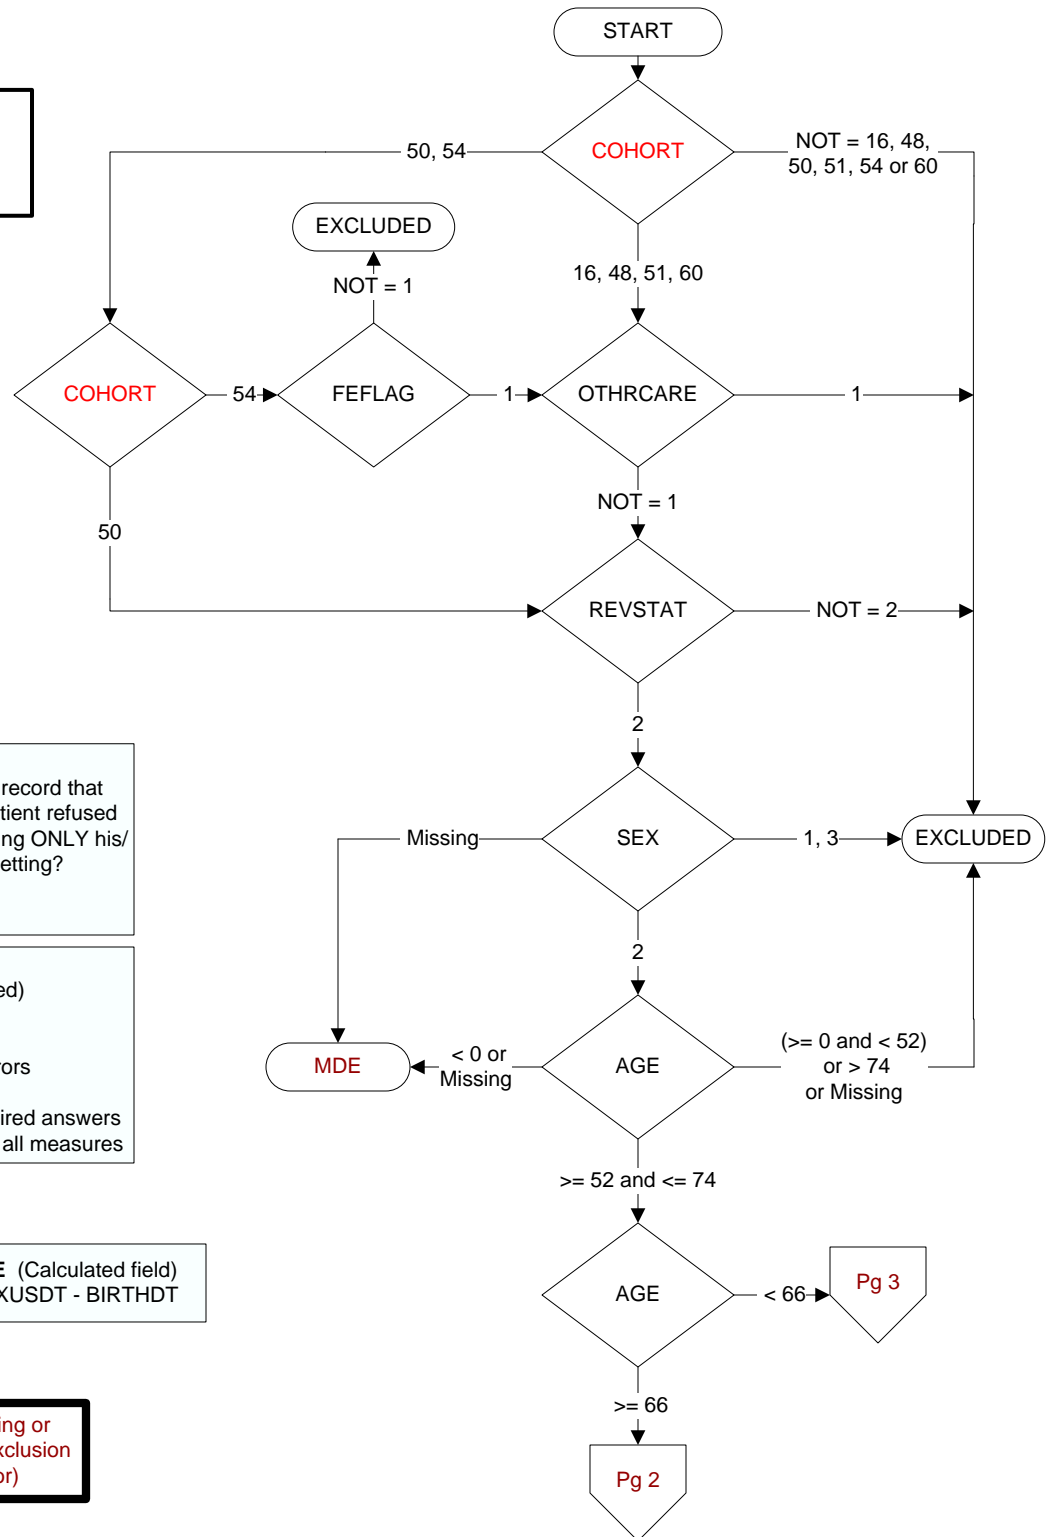 START
COHORT
50, 54
NOT = 16, 48,
50, 51, 54 or 60
EXCLUDED
NOT = 1
16, 48, 51, 60
COHORT
54
FEFLAG
1
OTHRCARE
1
NOT = 1
50
REVSTAT
NOT = 2
2
record that
tient refused
ing ONLY his/
etting?
Missing
SEX
1, 3
EXCLUDED
2
ed)
rors
ired answers
all measures
MDE
< 0 or
Missing
AGE
(>= 0 and < 52)
or > 74
or Missing
>= 52 and <= 74
E (Calculated field)
XUSDT - BIRTHDT
AGE
< 66
Pg 3
>= 66
ing or
xclusion
or)
Pg 2